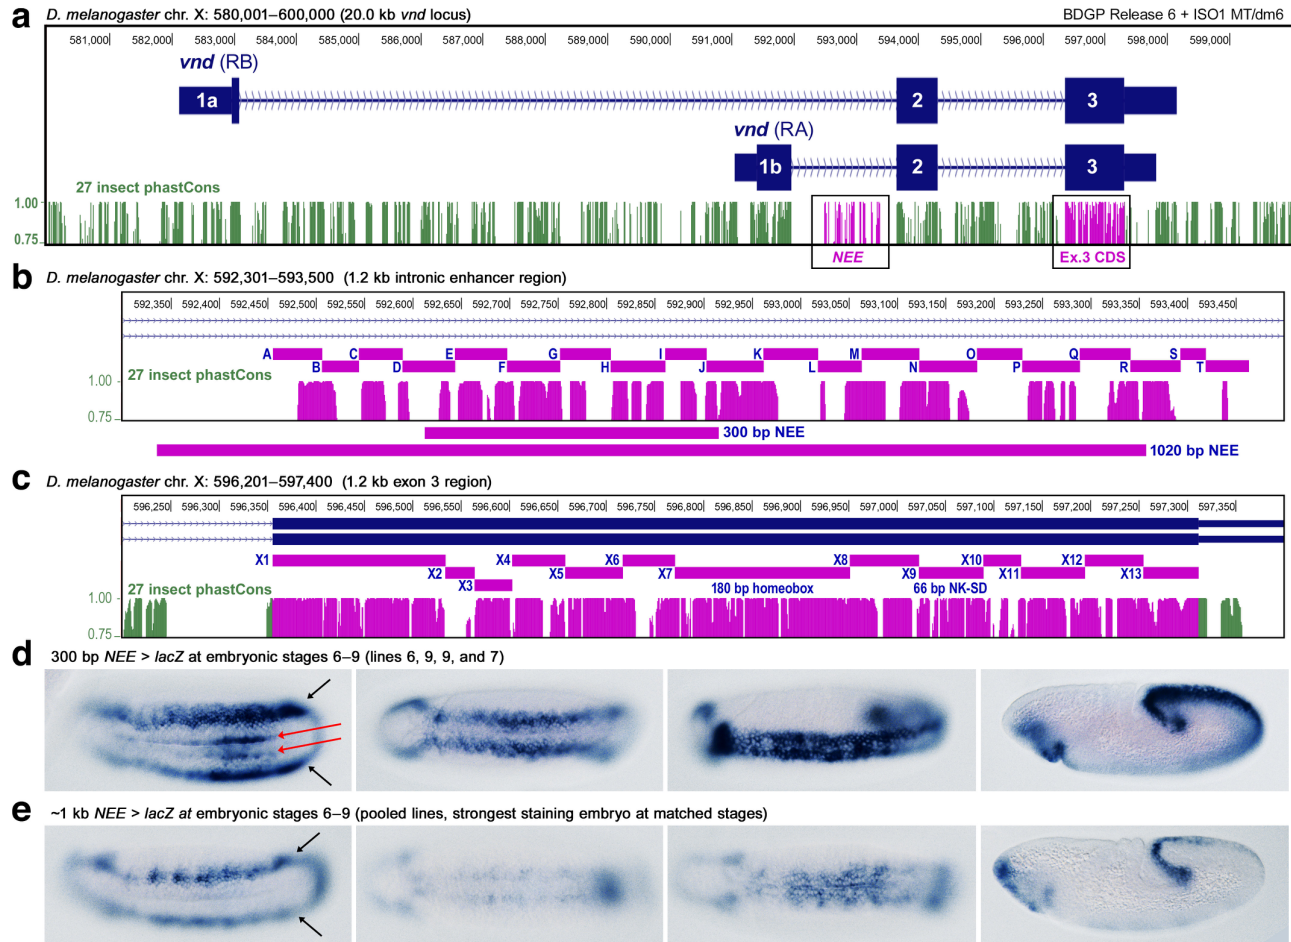 a D. melanogaster chr. X: 580,001–600,000 (20.0 kb vnd locus) BDGP Release 6 + ISO1 MT/dm6
581,000 582,000 583,000 584,000 585,000 586,000 587,000 588,000 589,000 590,000 591,000 592,000 593,000 594,000 595,000 596,000 597,000 598,000 599,000
vnd (RB)
1a 2 3
vnd (RA)
1b 2 3
27 insect phastCons
1.00
0.75
NEE Ex.3 CDS
b D. melanogaster chr. X: 592,301–593,500 (1.2 kb intronic enhancer region)
592,350 592,400 592,450 592,500 592,550 592,600 592,650 592,700 592,750 592,800 592,850 592,900 592,950 593,000 593,050 593,100 593,150 593,200 593,250 593,300 593,350 593,400 593,450
A C E G I K M O Q S
B D F H J L N P R T
27 insect phastCons
1.00
0.75
300 bp NEE
1020 bp NEE
c D. melanogaster chr. X: 596,201–597,400 (1.2 kb exon 3 region)
596,250 596,300 596,350 596,400 596,450 596,500 596,550 596,600 596,650 596,700 596,750 596,800 596,850 596,900 596,950 597,000 597,050 597,100 597,150 597,200 597,250 597,300 597,350
X1 X4 X6 X8 X10 X12
X2 X5 X7 X9 X11 X13
X3 180 bp homeobox 66 bp NK-SD
27 insect phastCons
1.00
0.75
d 300 bp NEE > lacZ at embryonic stages 6–9 (lines 6, 9, 9, and 7)
e ~1 kb NEE > lacZ at embryonic stages 6–9 (pooled lines, strongest staining embryo at matched stages)